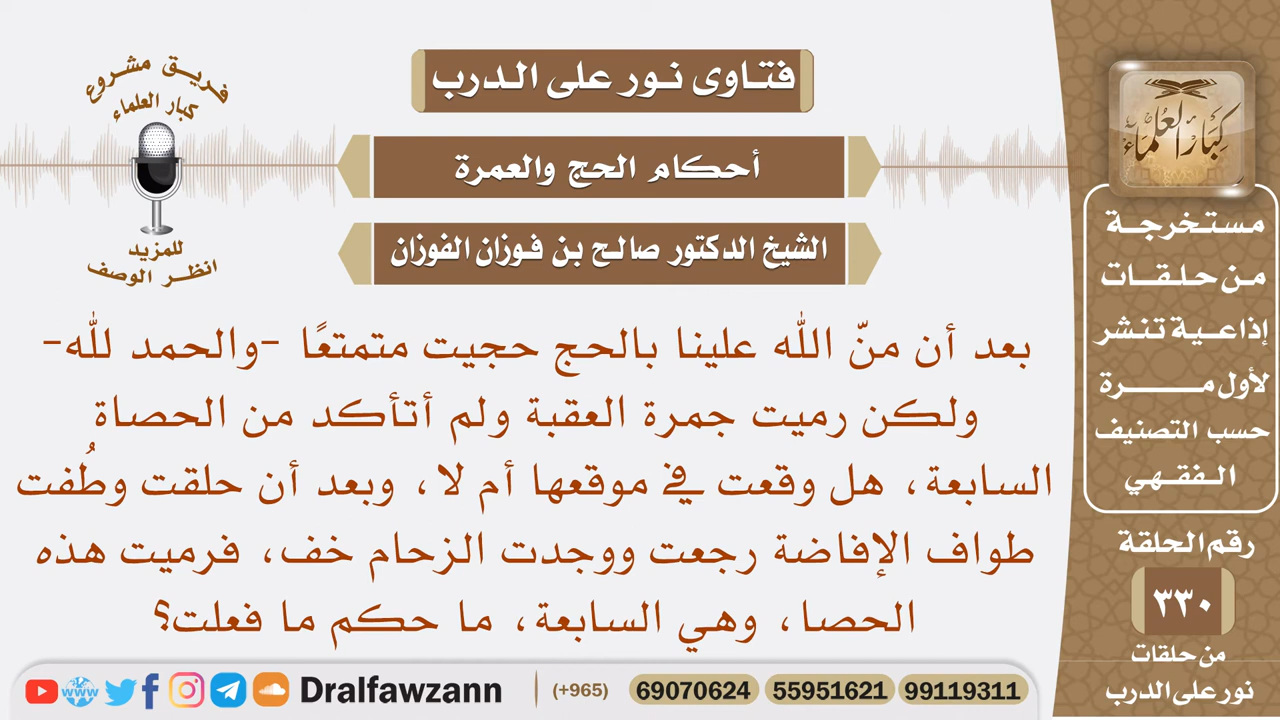 فتاوى نور على الدرب
أحكام الحج والعمرة
الشيخ الدكتور صالح بن فوزان الفوزان
فريق مشروع
كبار العلماء
للمزيد
انظر الوصف
بعد أن منّ الله علينا بالحج حجيت متمتعًا -والحمد لله-
ولكن رميت جمرة العقبة ولم أتأكد من الحصاة
السابعة، هل وقعت في موقعها أم لا، وبعد أن حلقت وطُفت
طواف الإفاضة رجعت ووجدت الزحام خف، فرميت هذه
الحصا، وهي السابعة، ما حكم ما فعلت؟
كبار العلماء
مستخرجة
من حلقات
إذاعية تنشر
لأول مرة
حسب التصنيف
الفقهي
رقم الحلقة
٣٣٠
من حلقات
نور على الدرب
www Dralfawzann (+965) 69070624 55951621 99119311